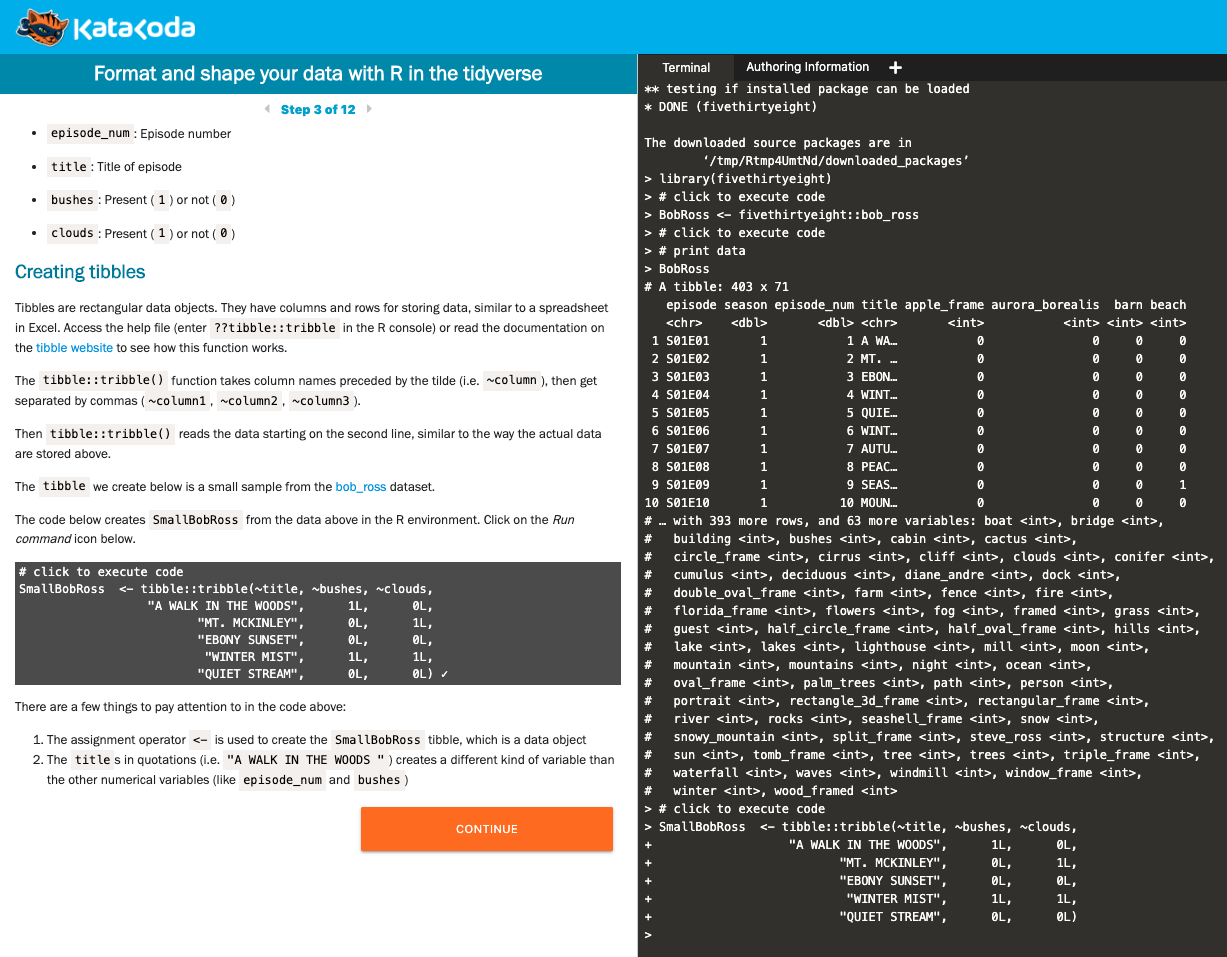 KataKoda
Format and shape your data with R in the tidyverse
Step 3 of 12
• episode_num : Episode number
• title : Title of episode
• bushes : Present ( 1 ) or not ( 0 )
• clouds : Present ( 1 ) or not ( 0 )
Creating tibbles
Tibbles are rectangular data objects. They have columns and rows for storing data, similar to a spreadsheet
in Excel. Access the help file (enter ??tibble::tribble in the R console) or read the documentation on
the tibble website to see how this function works.
The tibble::tribble() function takes column names preceded by the tilde (i.e. ~column ), then get
separated by commas ( ~column1 , ~column2 , ~column3 ).
Then tibble::tribble() reads the data starting on the second line, similar to the way the actual data
are stored above.
The tibble we create below is a small sample from the bob_ross dataset.
The code below creates SmallBobRoss from the data above in the R environment. Click on the Run
command icon below.
# click to execute code
SmallBobRoss <- tibble::tribble(~title, ~bushes, ~clouds,
"A WALK IN THE WOODS", 1L, 0L,
"MT. MCKINLEY", 0L, 1L,
"EBONY SUNSET", 0L, 0L,
"WINTER MIST", 1L, 1L,
"QUIET STREAM", 0L, 0L) ✓
There are a few things to pay attention to in the code above:
1. The assignment operator <- is used to create the SmallBobRoss tibble, which is a data object
2. The title s in quotations (i.e. "A WALK IN THE WOODS " ) creates a different kind of variable than
the other numerical variables (like episode_num and bushes )
CONTINUE
Terminal Authoring Information +
** testing if installed package can be loaded
* DONE (fivethirtyeight)
The downloaded source packages are in
‘/tmp/Rtmp4UmtNd/downloaded_packages’
> library(fivethirtyeight)
> # click to execute code
> BobRoss <- fivethirtyeight::bob_ross
> # click to execute code
> # print data
> BobRoss
# A tibble: 403 x 71
episode season episode_num title apple_frame aurora_borealis barn beach
<chr> <dbl> <dbl> <chr> <int> <int> <int> <int>
1 S01E01 1 1 A WA… 0 0 0 0
2 S01E02 1 2 MT. … 0 0 0 0
3 S01E03 1 3 EBON… 0 0 0 0
4 S01E04 1 4 WINT… 0 0 0 0
5 S01E05 1 5 QUIE… 0 0 0 0
6 S01E06 1 6 WINT… 0 0 0 0
7 S01E07 1 7 AUTU… 0 0 0 0
8 S01E08 1 8 PEAC… 0 0 0 0
9 S01E09 1 9 SEAS… 0 0 0 1
10 S01E10 1 10 MOUN… 0 0 0 0
# … with 393 more rows, and 63 more variables: boat <int>, bridge <int>,
# building <int>, bushes <int>, cabin <int>, cactus <int>,
# circle_frame <int>, cirrus <int>, cliff <int>, clouds <int>, conifer <int>,
# cumulus <int>, deciduous <int>, diane_andre <int>, dock <int>,
# double_oval_frame <int>, farm <int>, fence <int>, fire <int>,
# florida_frame <int>, flowers <int>, fog <int>, framed <int>, grass <int>,
# guest <int>, half_circle_frame <int>, half_oval_frame <int>, hills <int>,
# lake <int>, lakes <int>, lighthouse <int>, mill <int>, moon <int>,
# mountain <int>, mountains <int>, night <int>, ocean <int>,
# oval_frame <int>, palm_trees <int>, path <int>, person <int>,
# portrait <int>, rectangle_3d_frame <int>, rectangular_frame <int>,
# river <int>, rocks <int>, seashell_frame <int>, snow <int>,
# snowy_mountain <int>, split_frame <int>, steve_ross <int>, structure <int>,
# sun <int>, tomb_frame <int>, tree <int>, trees <int>, triple_frame <int>,
# waterfall <int>, waves <int>, windmill <int>, window_frame <int>,
# winter <int>, wood_framed <int>
> # click to execute code
> SmallBobRoss <- tibble::tribble(~title, ~bushes, ~clouds,
+ "A WALK IN THE WOODS", 1L, 0L,
+ "MT. MCKINLEY", 0L, 1L,
+ "EBONY SUNSET", 0L, 0L,
+ "WINTER MIST", 1L, 1L,
+ "QUIET STREAM", 0L, 0L)
>